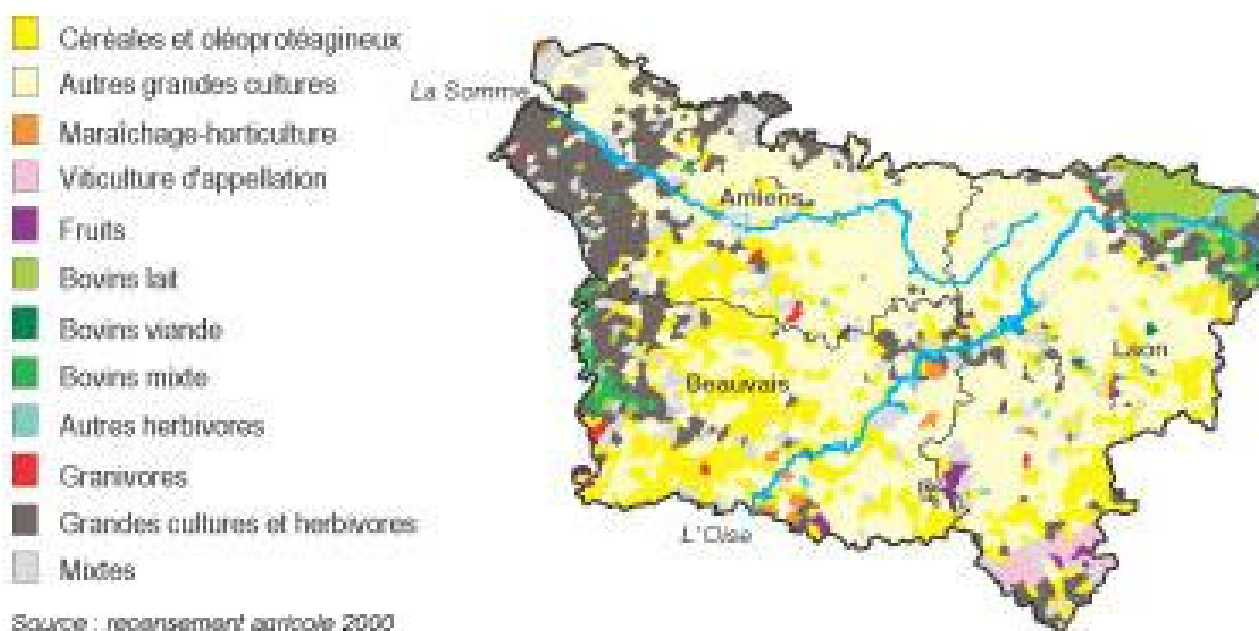 Céréales et oléoprotéagineux
Autres grandes cultures
Maraîchage-horticulture
Viticulture d'appellation
Fruits
Bovins lait
Bovins viande
Bovins mixte
Autres herbivores
Granivores
Grandes cultures et herbivores
Mixtes
Source : recensement agricole 2000
La Somme
Amiens
Laon
Beauvais
L'Oise